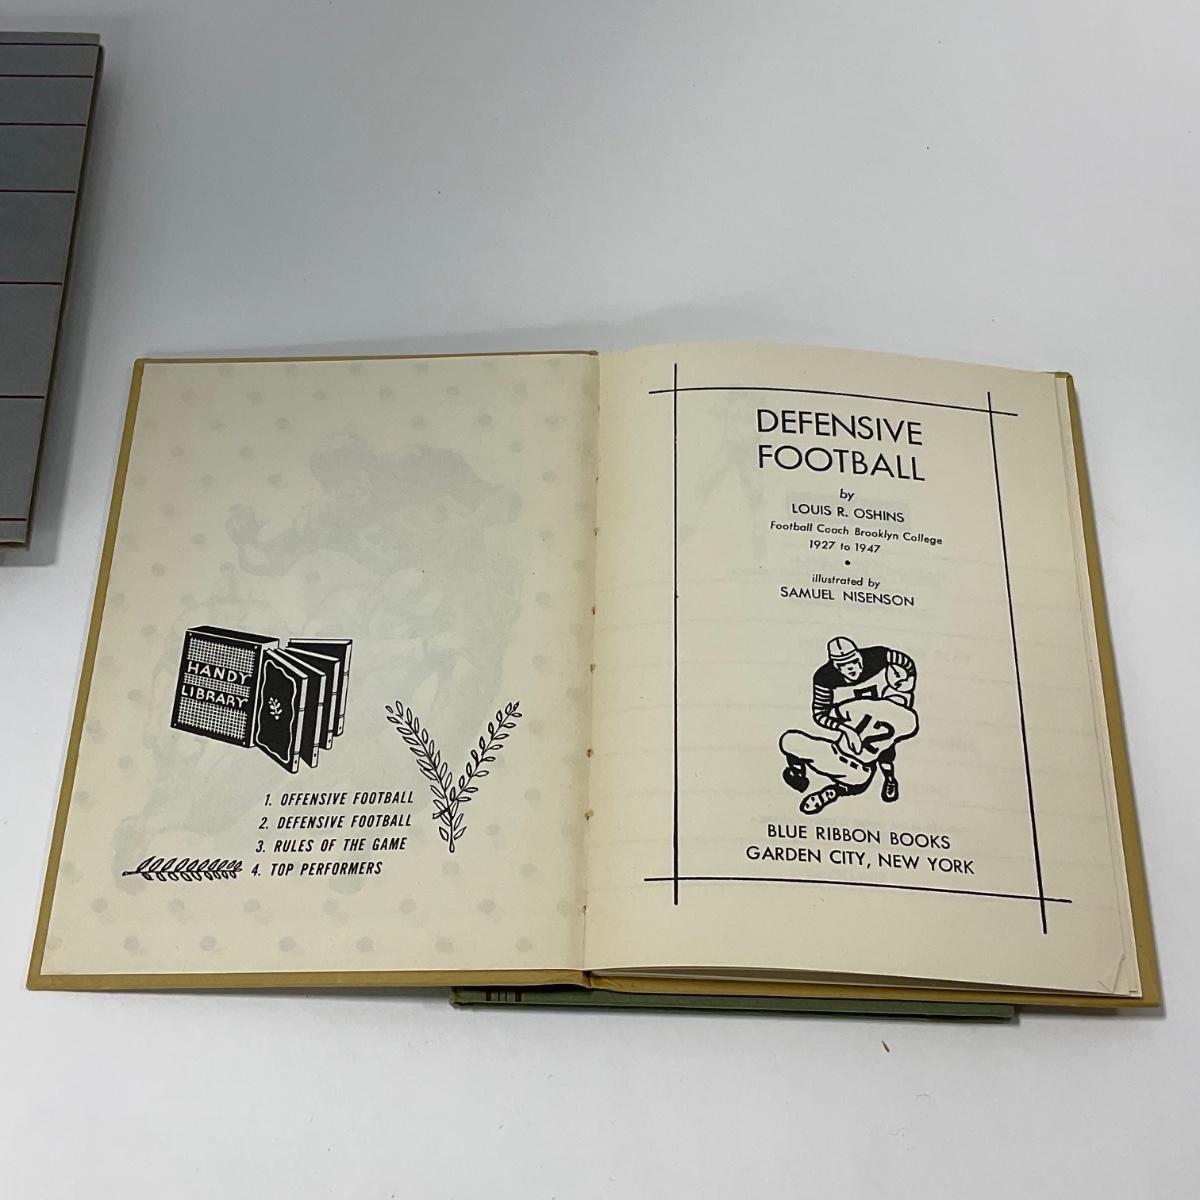 HANDY
LIBRARY
1. OFFENSIVE FOOTBALL
2. DEFENSIVE FOOTBALL
3. RULES OF THE GAME
4. TOP PERFORMERS
DEFENSIVE
FOOTBALL
by
LOUIS R. OSHINS
Football Coach Brooklyn College
1927 to 1947
•
illustrated by
SAMUEL NISENSON
12
BLUE RIBBON BOOKS
GARDEN CITY, NEW YORK